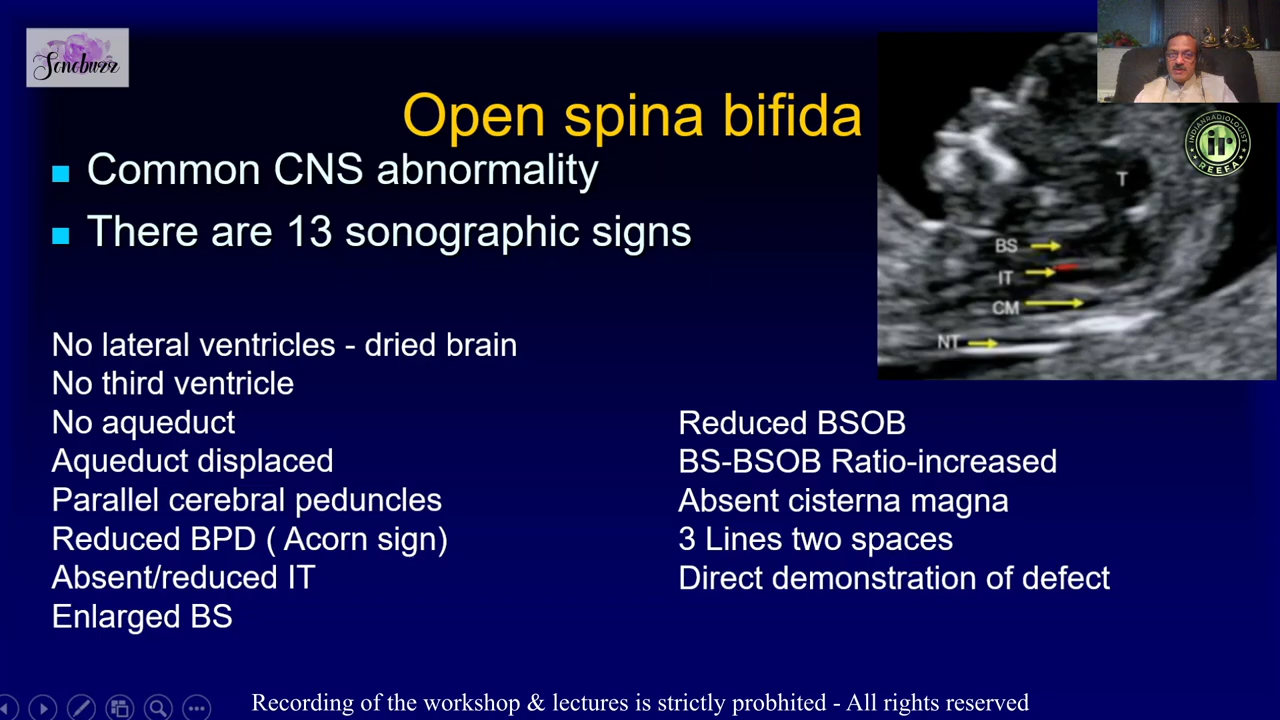 Sonobuzz
Open spina bifida
Common CNS abnormality
There are 13 sonographic signs
No lateral ventricles - dried brain
No third ventricle
No aqueduct
Aqueduct displaced
Parallel cerebral peduncles
Reduced BPD ( Acorn sign)
Absent/reduced IT
Enlarged BS
Reduced BSOB
BS-BSOB Ratio-increased
Absent cisterna magna
3 Lines two spaces
Direct demonstration of defect
T
BS
IT
CM
NT
INDIANRADIOLOGIST
ir
REEFA
Recording of the workshop & lectures is strictly prohbited - All rights reserved